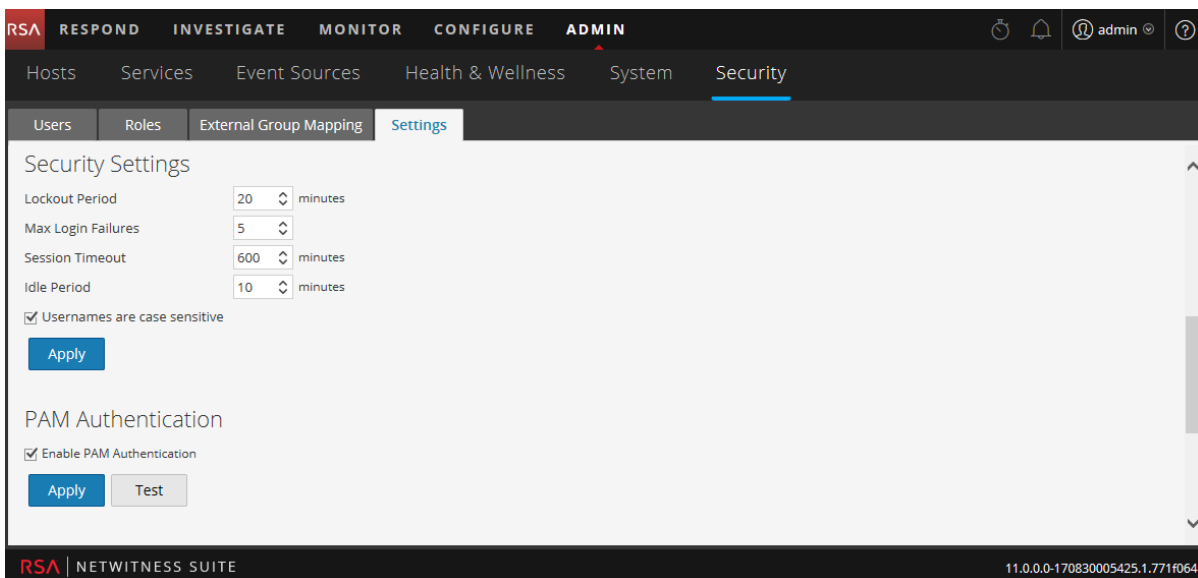 RSA RESPOND INVESTIGATE MONITOR CONFIGURE ADMIN admin ?
Hosts Services Event Sources Health & Wellness System Security
Users Roles External Group Mapping Settings
Security Settings
Lockout Period 20 minutes
Max Login Failures 5
Session Timeout 600 minutes
Idle Period 10 minutes
Usernames are case sensitive
Apply
PAM Authentication
Enable PAM Authentication
Apply Test
RSA NETWITNESS SUITE 11.0.0.0-170830005425.1.771f064